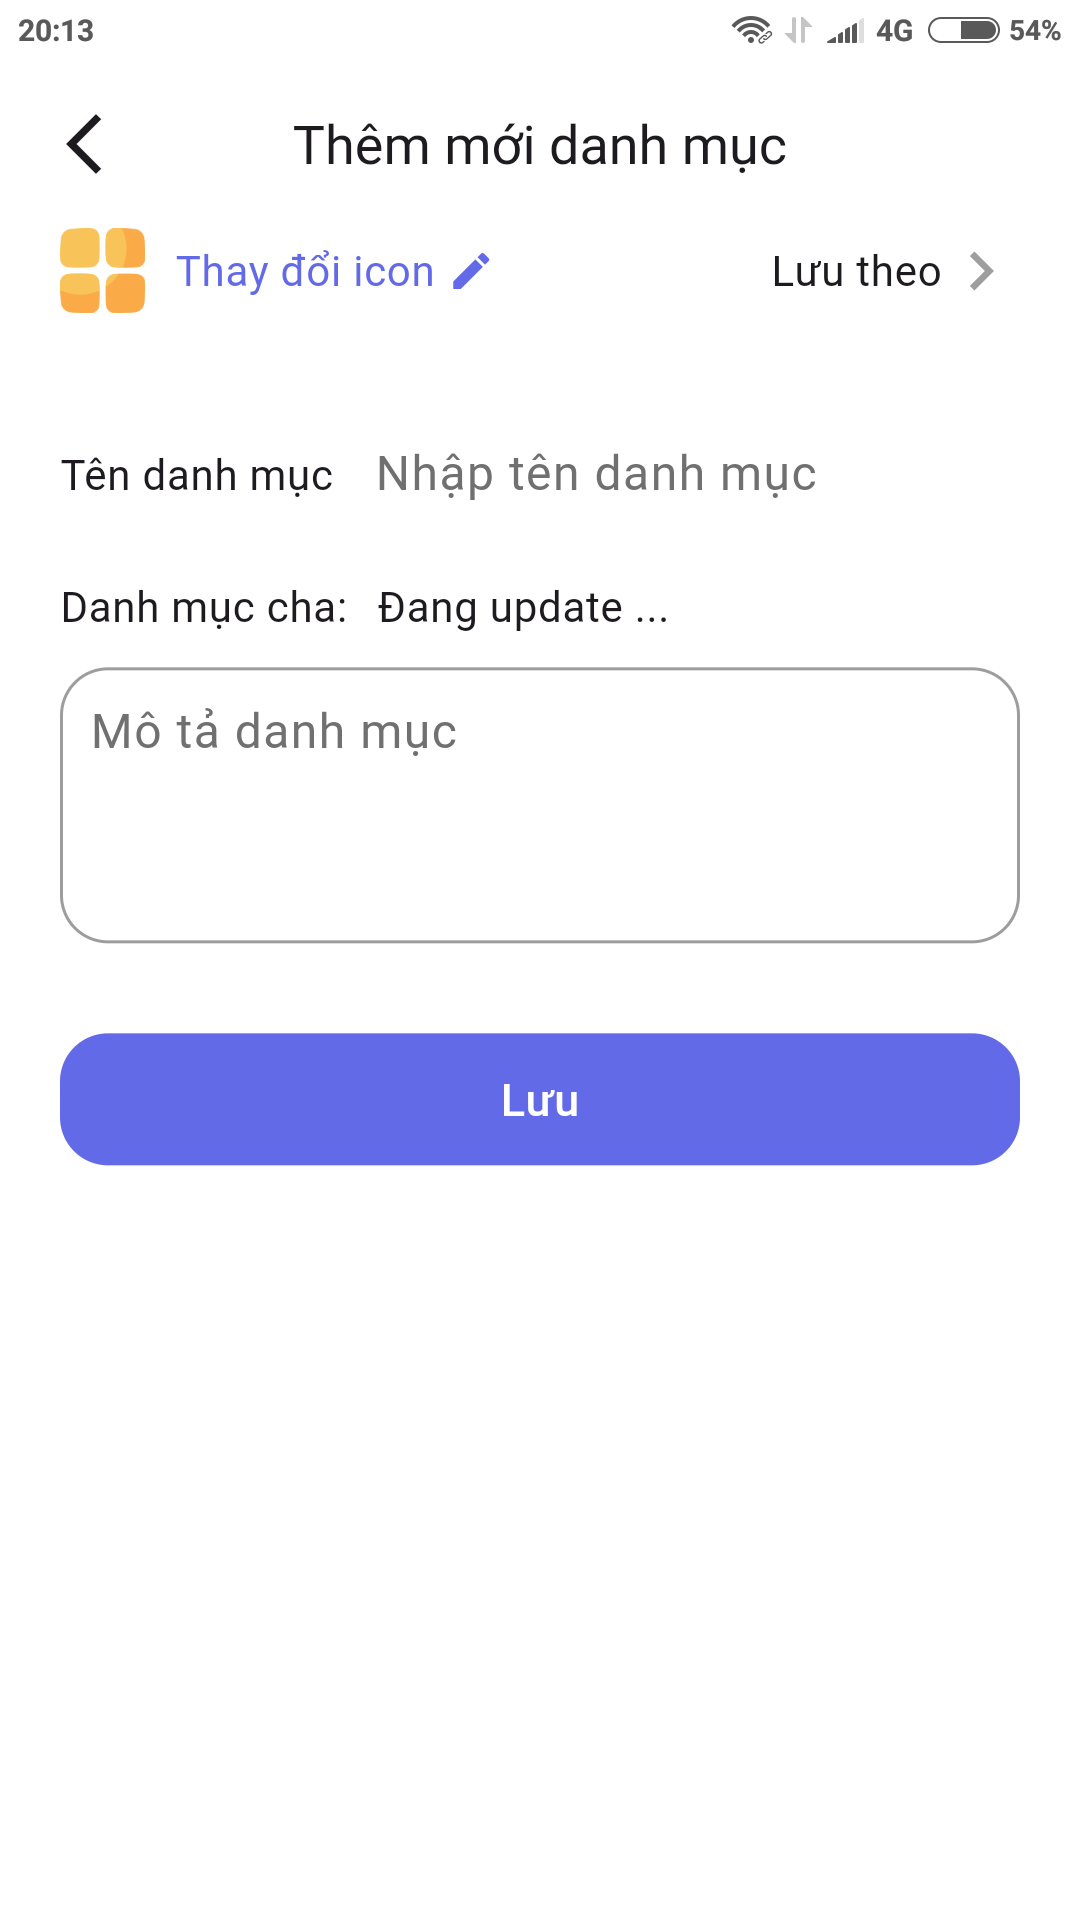 20:13 4G 54%
Thêm mới danh mục
Thay đổi icon Lưu theo
Tên danh mục Nhập tên danh mục
Danh mục cha: Đang update ...
Mô tả danh mục
Lưu